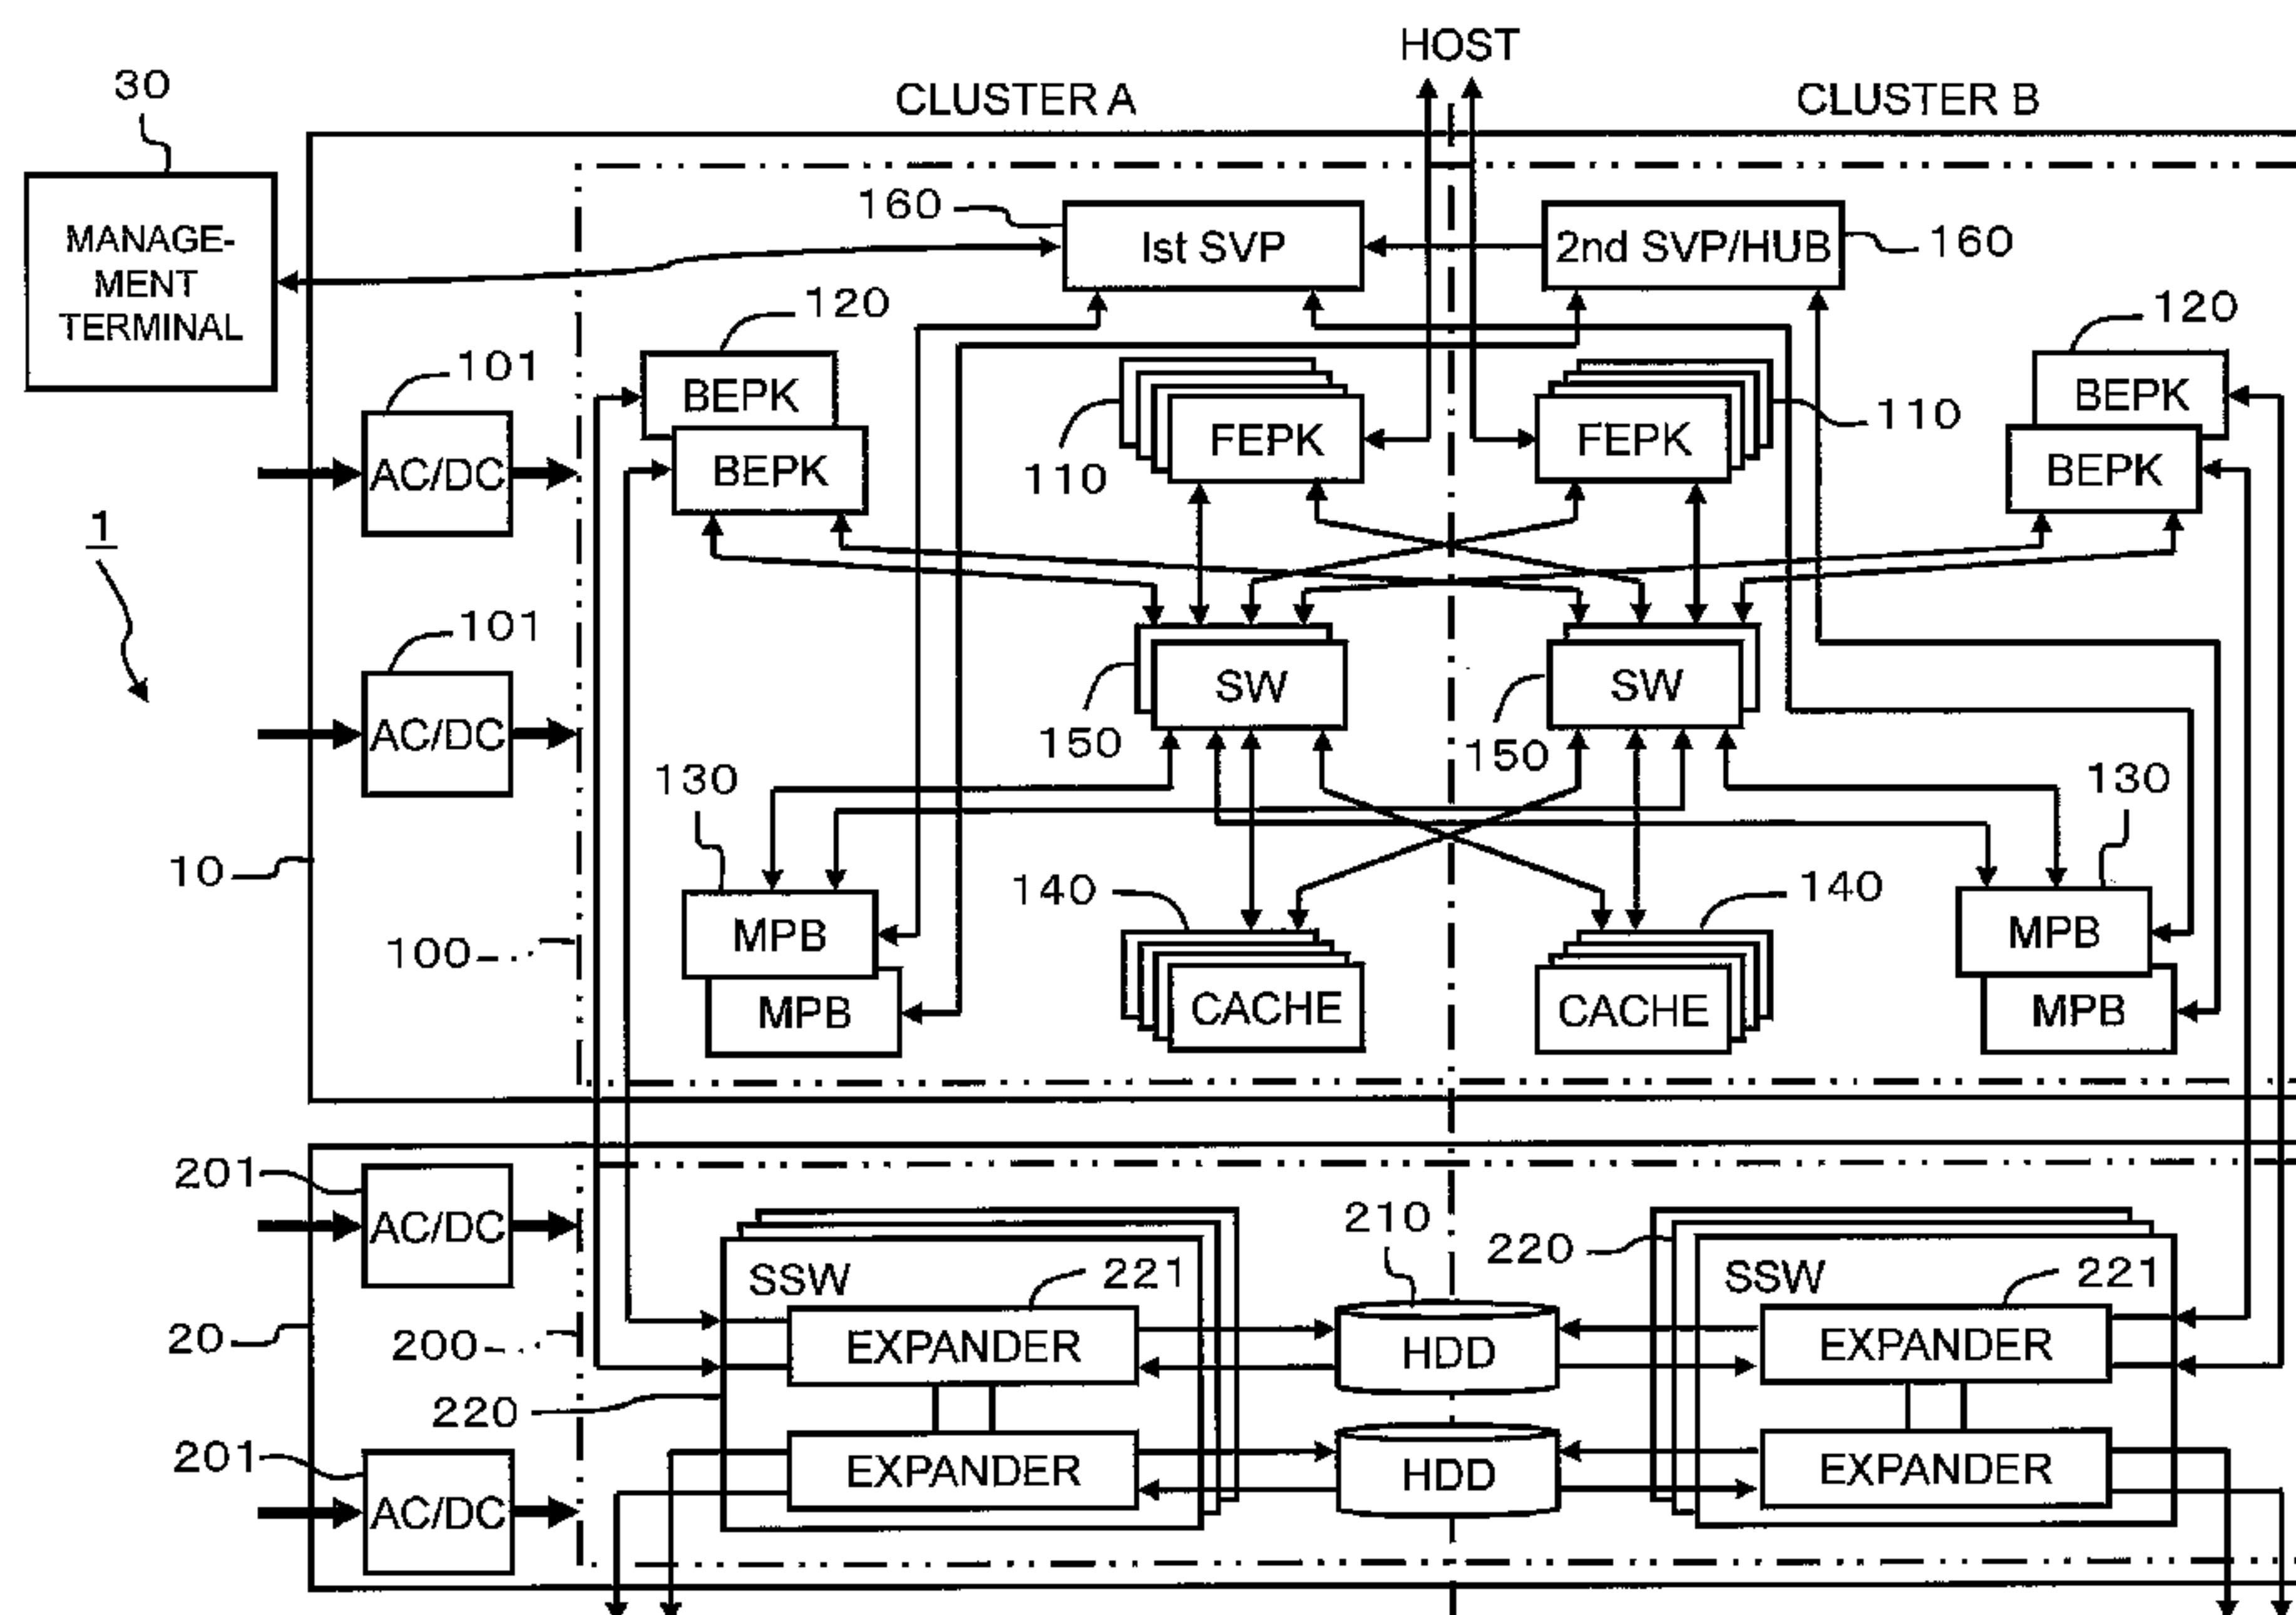 HOST
30
CLUSTER A
CLUSTER B
MANAGE-
MENT
TERMINAL
160
Ist SVP
2nd SVP/HUB
160
120
120
101
BEPK
BEPK
110
FEPK
FEPK
110
BEPK
BEPK
AC/DC
1
101
AC/DC
150
SW
150
SW
130
130
10
100
140
140
MPB
MPB
CACHE
CACHE
MPB
MPB
201
AC/DC
210
220
SSW
221
SSW
221
20
200
EXPANDER
HDD
EXPANDER
220
201
EXPANDER
HDD
EXPANDER
AC/DC